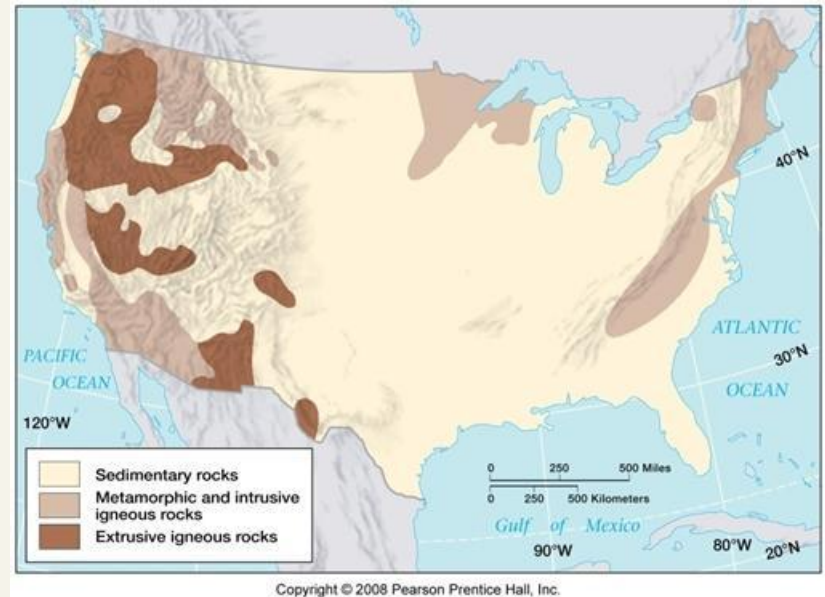 40°N
ATLANTIC
30°N
OCEAN
PACIFIC
OCEAN
120°W
Sedimentary rocks
Metamorphic and intrusive
igneous rocks
Extrusive igneous rocks
0 250 500 Miles
0 250 500 Kilometers
Gulf of Mexico
90°W
80°W
20°N
Copyright © 2008 Pearson Prentice Hall, Inc.